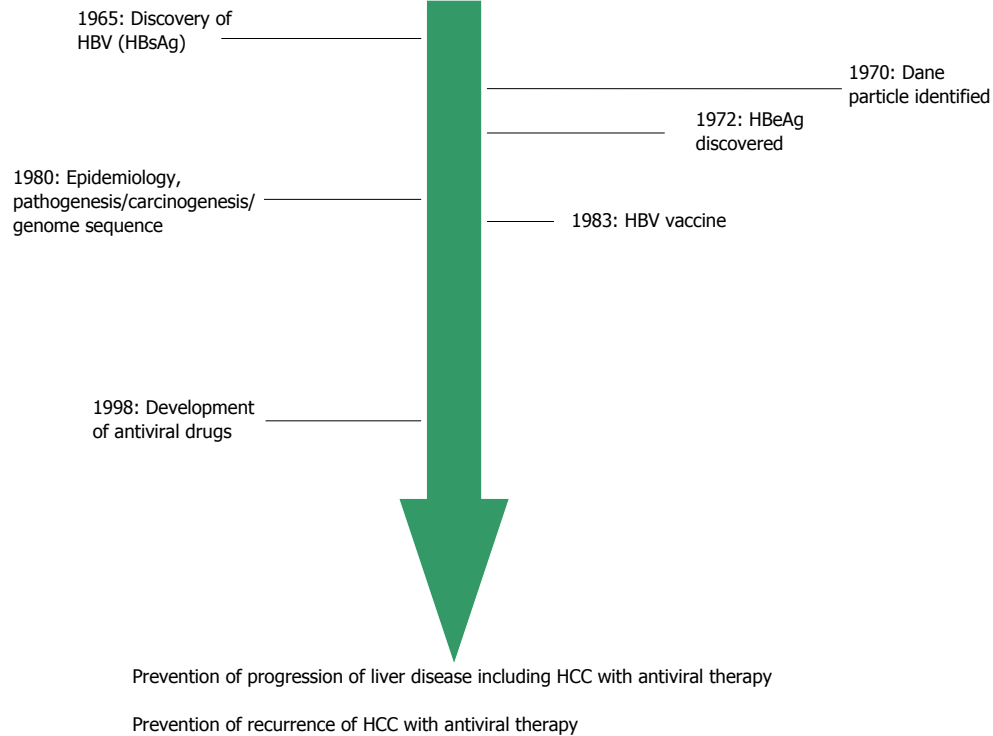 1965: Discovery of
HBV (HBsAg)
1970: Dane
particle identified
1972: HBeAg
discovered
1980: Epidemiology,
pathogenesis/carcinogenesis/
genome sequence
1983: HBV vaccine
1998: Development
of antiviral drugs
Prevention of progression of liver disease including HCC with antiviral therapy
Prevention of recurrence of HCC with antiviral therapy